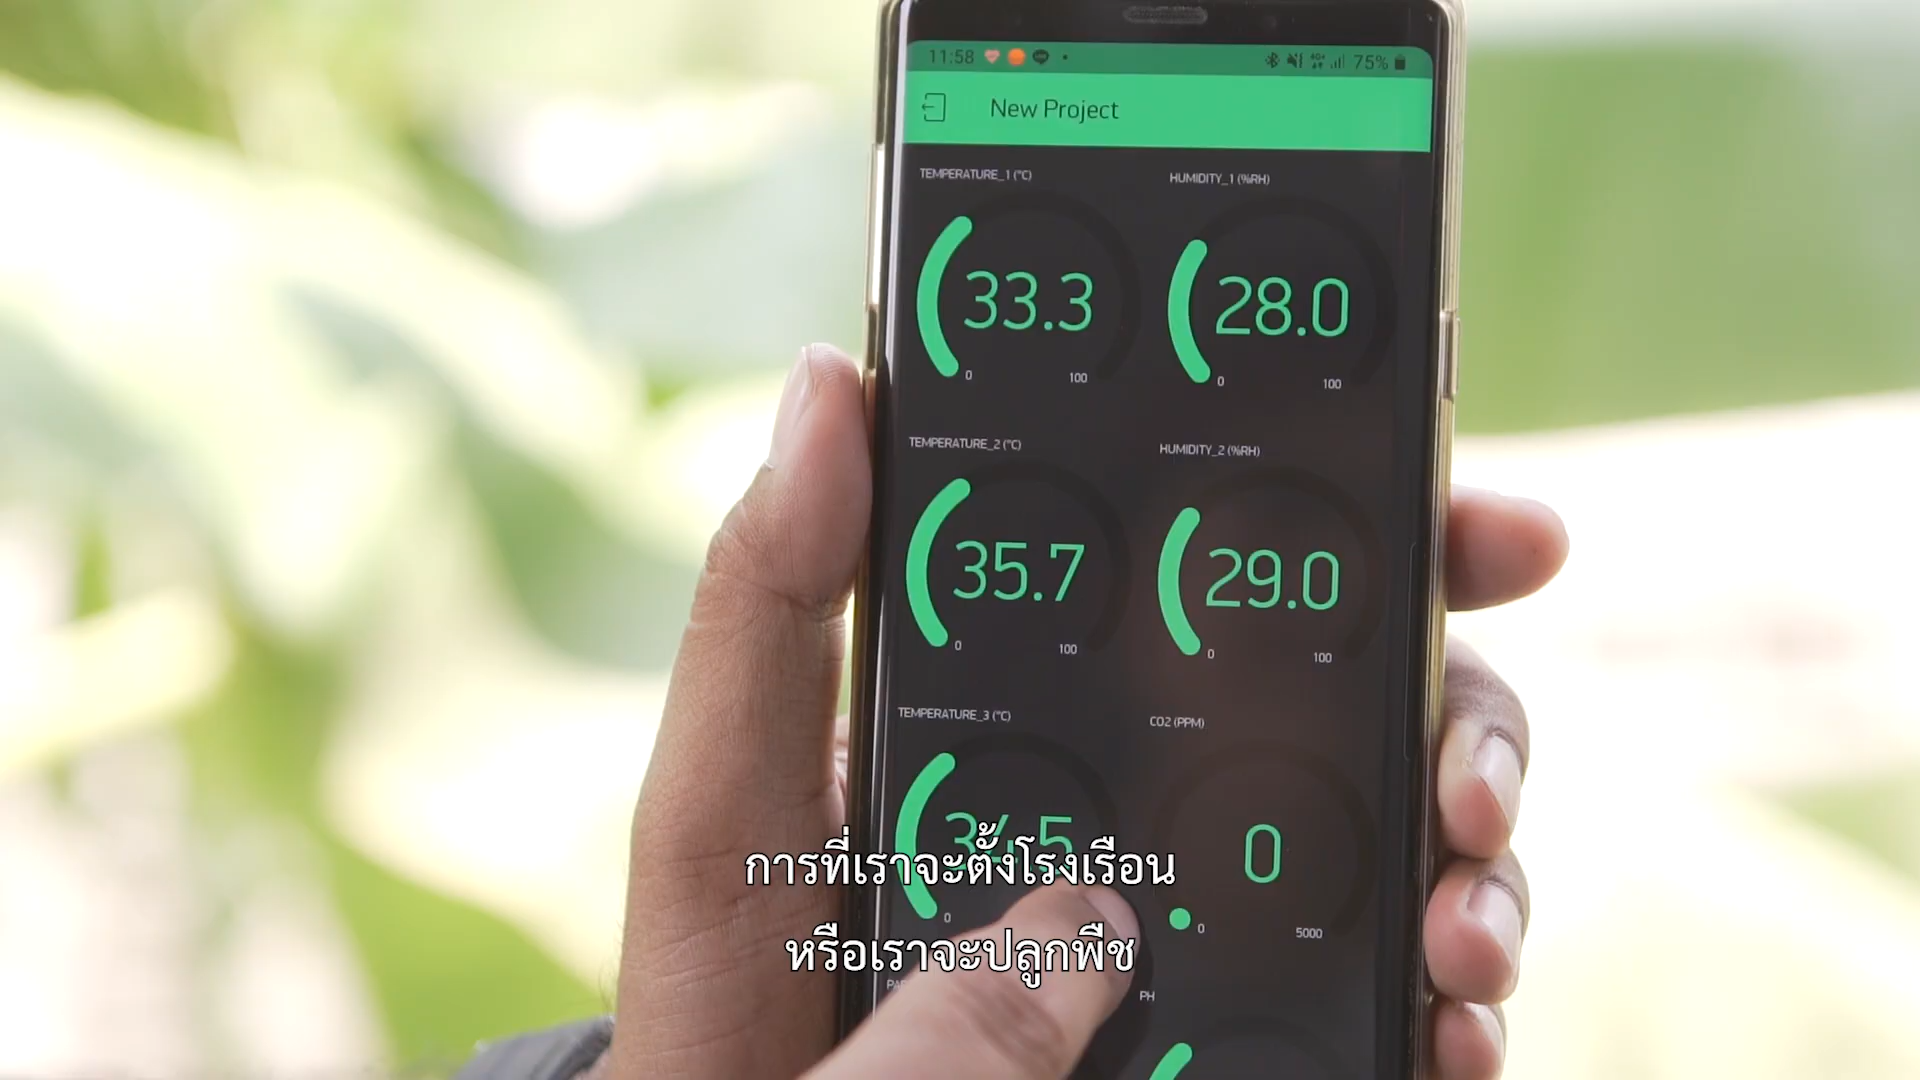 11:58
75%
New Project
TEMPERATURE_1 (°C)
HUMIDITY_1 (%RH)
33.3
28.0
0
100
0
100
TEMPERATURE_2 (°C)
HUMIDITY_2 (%RH)
35.7
29.0
0
100
0
100
TEMPERATURE_3 (°C)
CO2 (PPM)
34.5
0
0
0
5000
PH
การที่เราจะตั้งโรงเรือน
หรือเราจะปลูกพืช